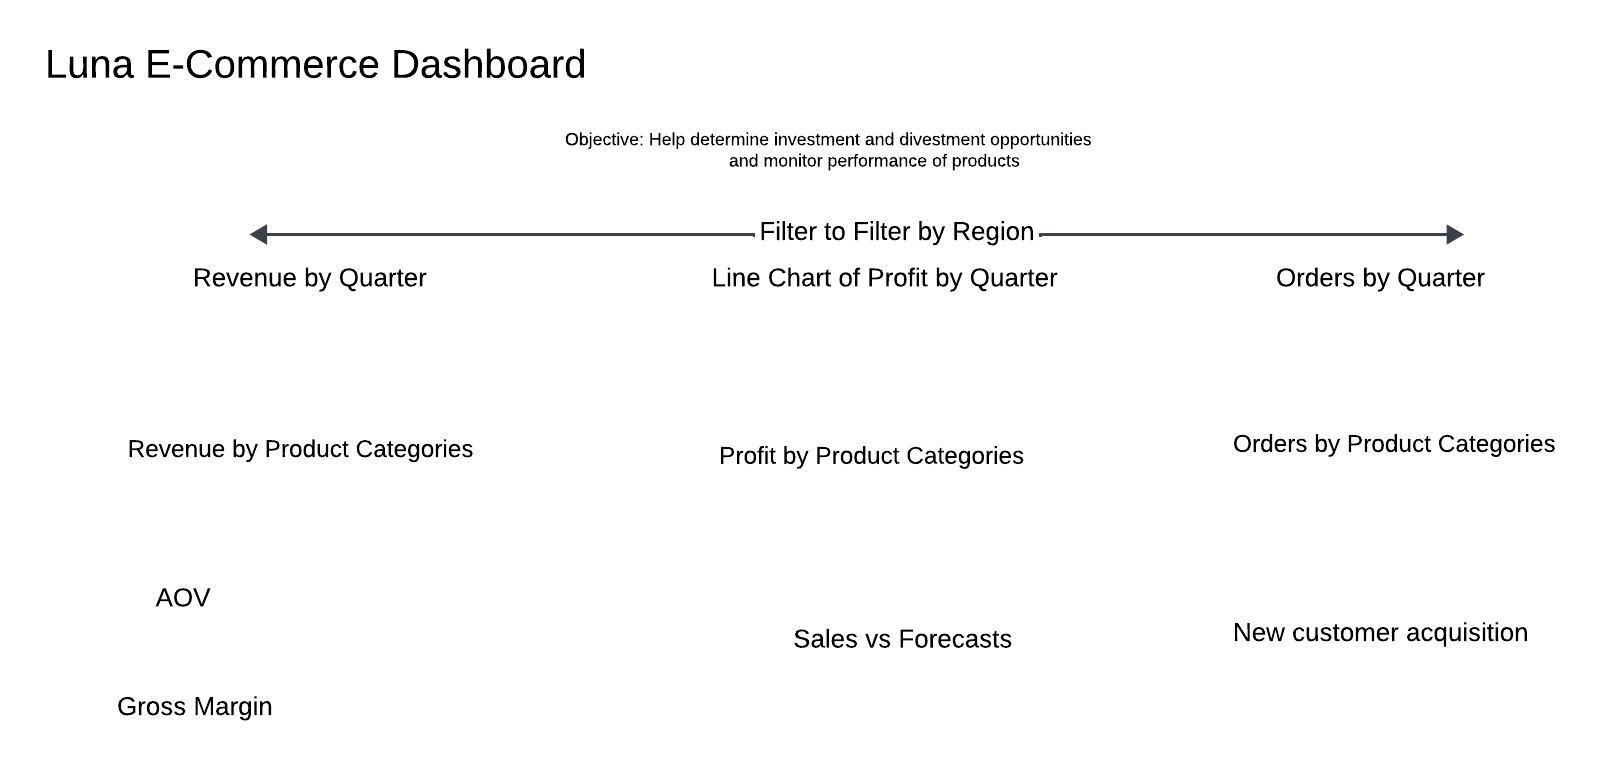 Luna E-Commerce Dashboard
Objective: Help determine investment and divestment opportunities
and monitor performance of products
Filter to Filter by Region
Revenue by Quarter
Line Chart of Profit by Quarter
Orders by Quarter
Revenue by Product Categories
Profit by Product Categories
Orders by Product Categories
AOV
Sales vs Forecasts
New customer acquisition
Gross Margin